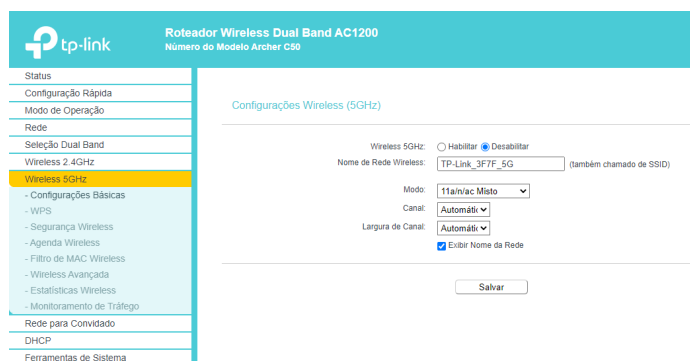 tp-link
Roteador Wireless Dual Band AC1200
Número do Modelo Archer C50
Status
Configuração Rápida
Modo de Operação
Rede
Seleção Dual Band
Wireless 2.4GHz
Wireless 5GHz
- Configurações Básicas
- WPS
- Segurança Wireless
- Agenda Wireless
- Filtro de MAC Wireless
- Wireless Avançada
- Estatísticas Wireless
- Monitoramento de Tráfego
Rede para Convidado
DHCP
Ferramentas de Sistema
Configurações Wireless (5GHz)
Wireless 5GHz: Habilitar Desabilitar
Nome de Rede Wireless: TP-Link_3F7F_5G (também chamado de SSID)
Modo: 11a/n/ac Misto
Canal: Automátic
Largura de Canal: Automátic
Exibir Nome da Rede
Salvar